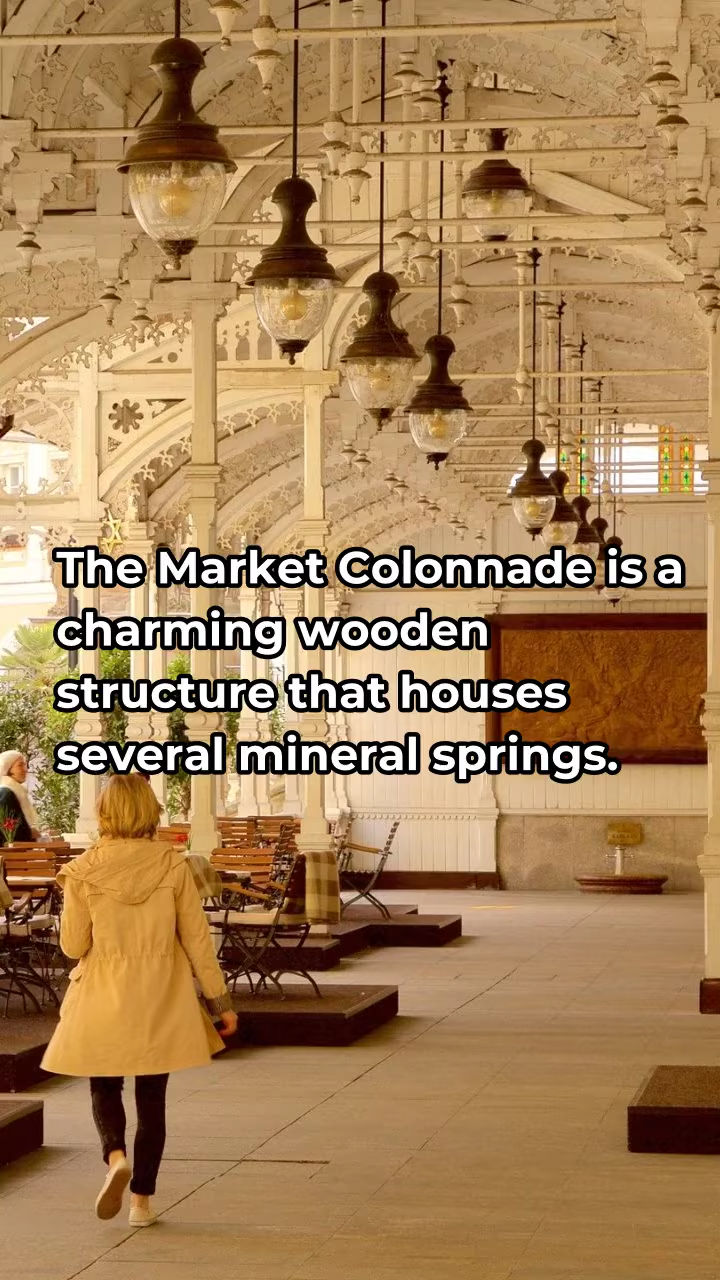 The Market Colonnade is a
charming wooden
structure that houses
several mineral springs.